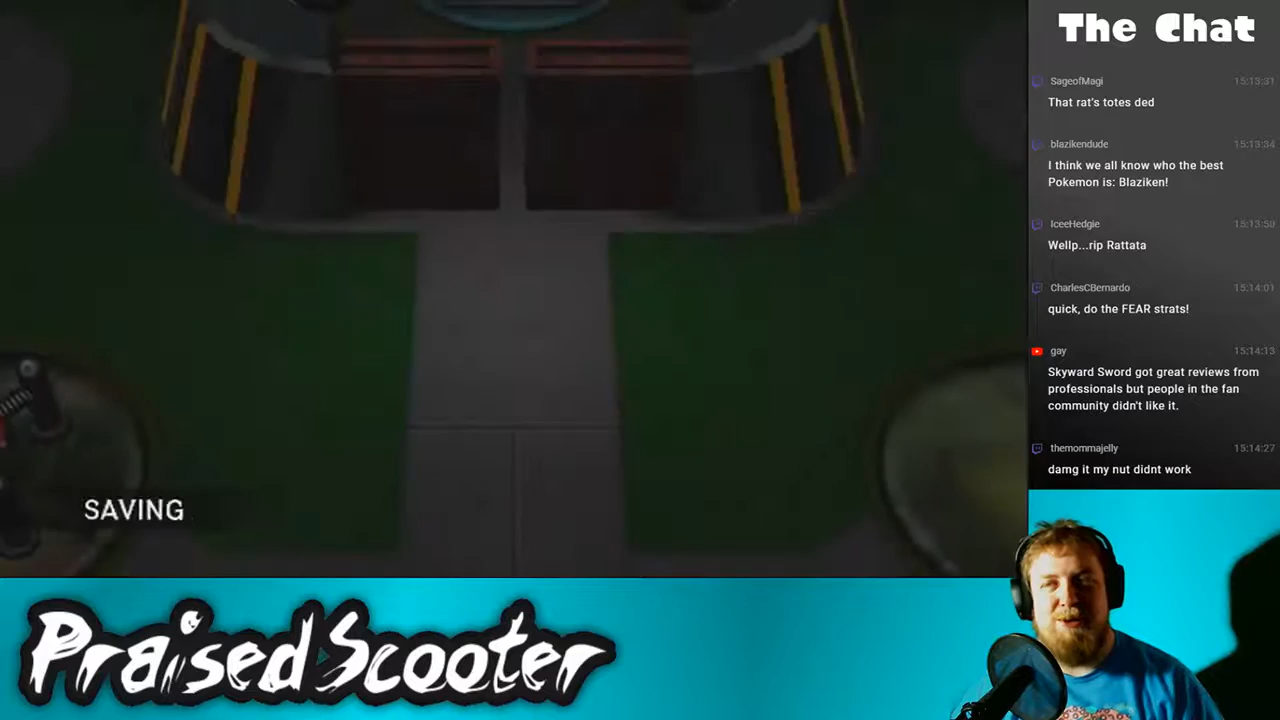 The Chat
SageofMagi 15:13:31
That rat's totes ded
blazikendude 15:13:34
I think we all know who the best
Pokemon is: Blaziken!
IceeHedgie 15:13:50
Wellp...rip Rattata
CharlesCBernardo 15:14:01
quick, do the FEAR strats!
gay 15:14:13
Skyward Sword got great reviews from
professionals but people in the fan
community didn't like it.
themommajelly 15:14:27
damg it my nut didnt work
SAVING
PraisedScooter